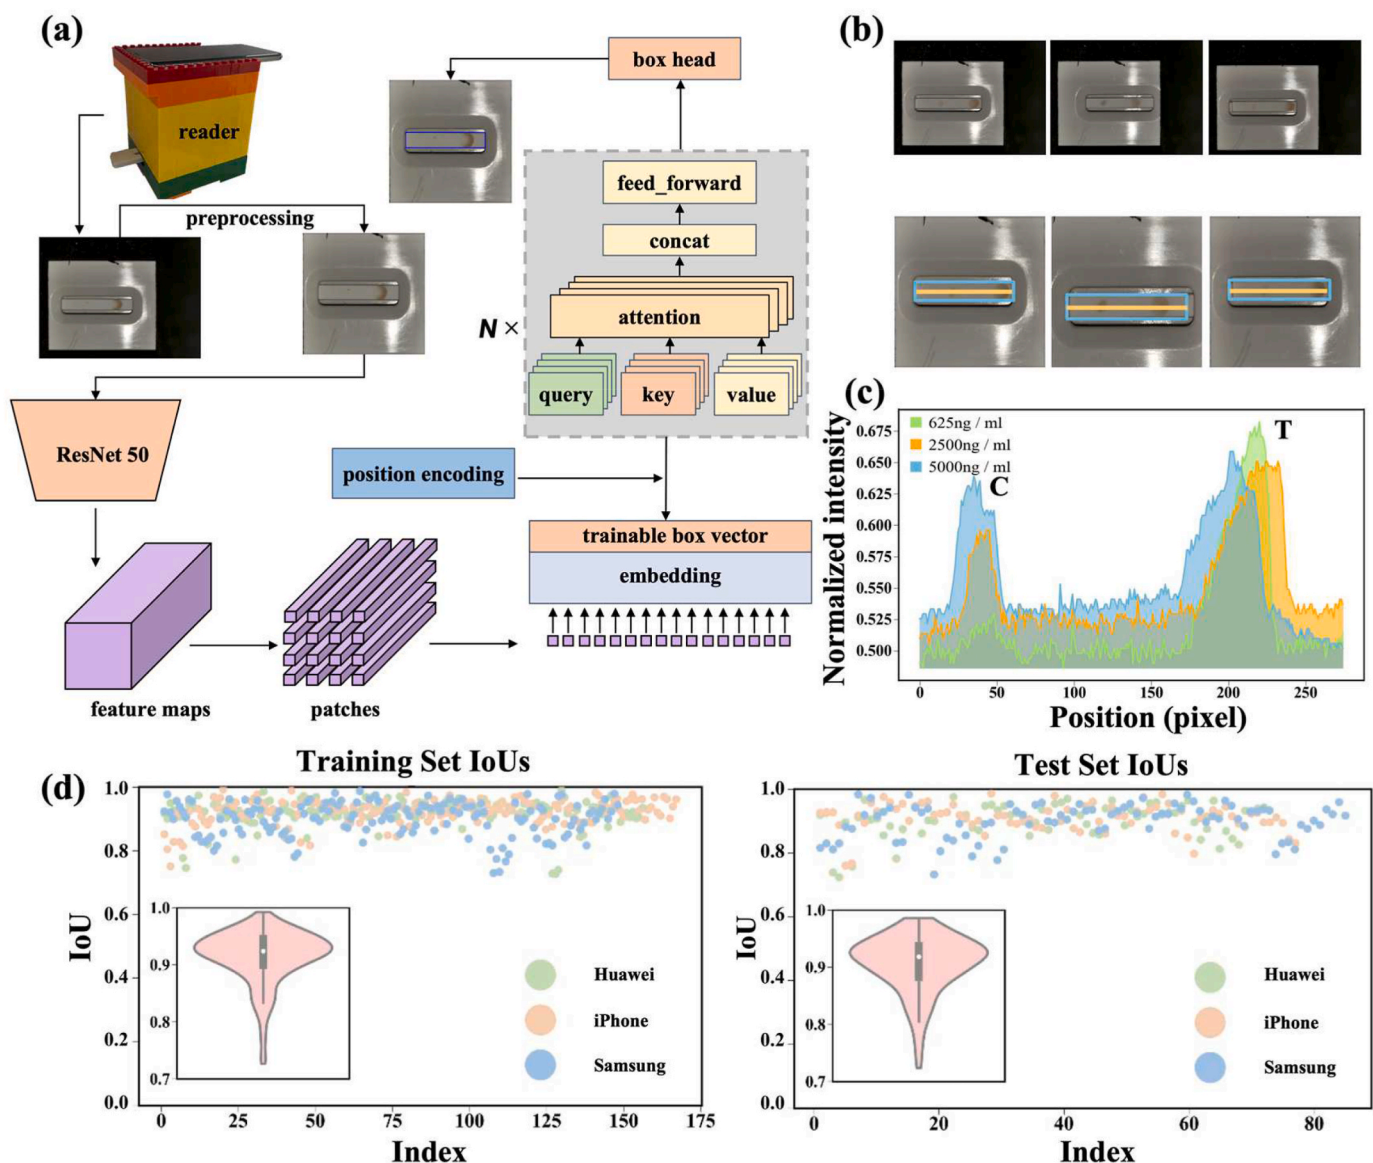 (a)
reader
preprocessing
ResNet 50
feature maps
patches
box head
feed_forward
concat
attention
N ×
query
key
value
position encoding
trainable box vector
embedding
(b)
(c)
Normalized intensity
0.675
0.650
0.625
0.600
0.575
0.550
0.525
0.500
625ng / ml
2500ng / ml
5000ng / ml
C
T
0
50
100
150
200
250
Position (pixel)
(d)
Training Set IoUs
IoU
1.0
0.8
0.6
0.4
0.2
0.0
1.0
0.9
0.8
0.7
Huawei
iPhone
Samsung
0
25
50
75
100
125
150
175
Index
Test Set IoUs
IoU
1.0
0.8
0.6
0.4
0.2
0.0
1.0
0.9
0.8
0.7
Huawei
iPhone
Samsung
0
20
40
60
80
Index